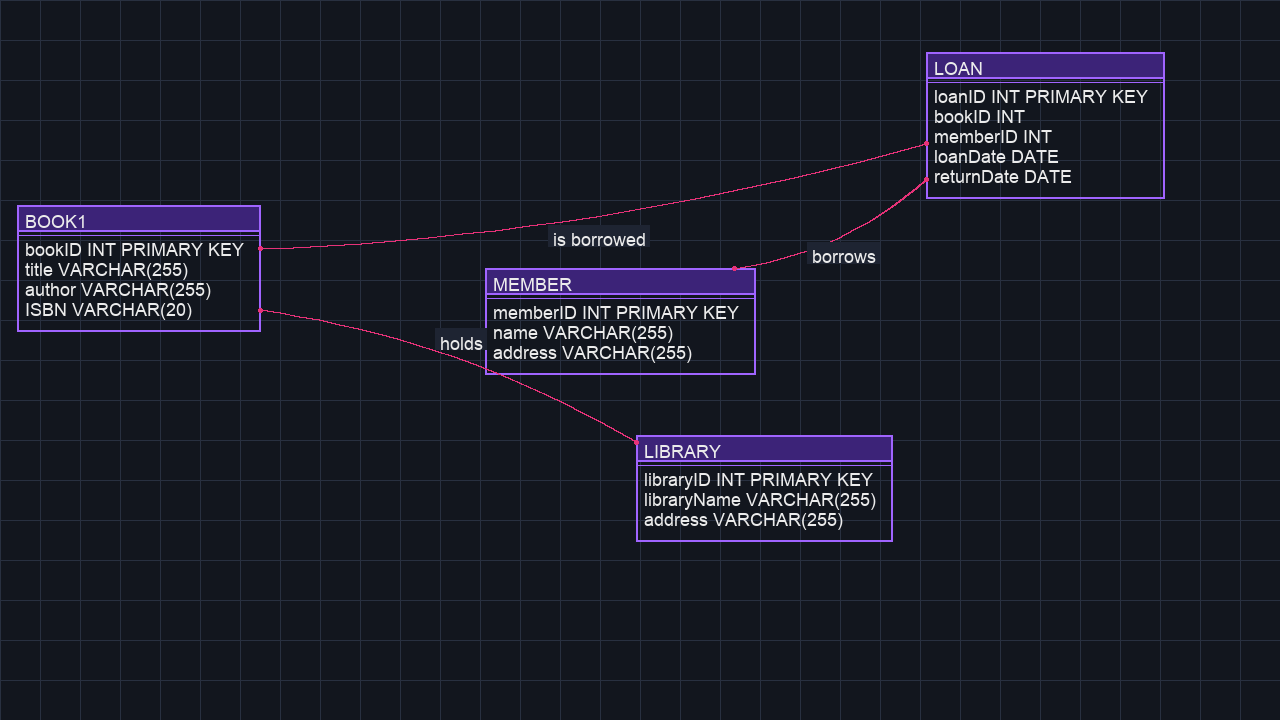 LOAN
loanID INT PRIMARY KEY
bookID INT
memberID INT
loanDate DATE
returnDate DATE
BOOK1
bookID INT PRIMARY KEY
title VARCHAR(255)
author VARCHAR(255)
ISBN VARCHAR(20)
is borrowed
borrows
MEMBER
memberID INT PRIMARY KEY
name VARCHAR(255)
address VARCHAR(255)
holds
LIBRARY
libraryID INT PRIMARY KEY
libraryName VARCHAR(255)
address VARCHAR(255)